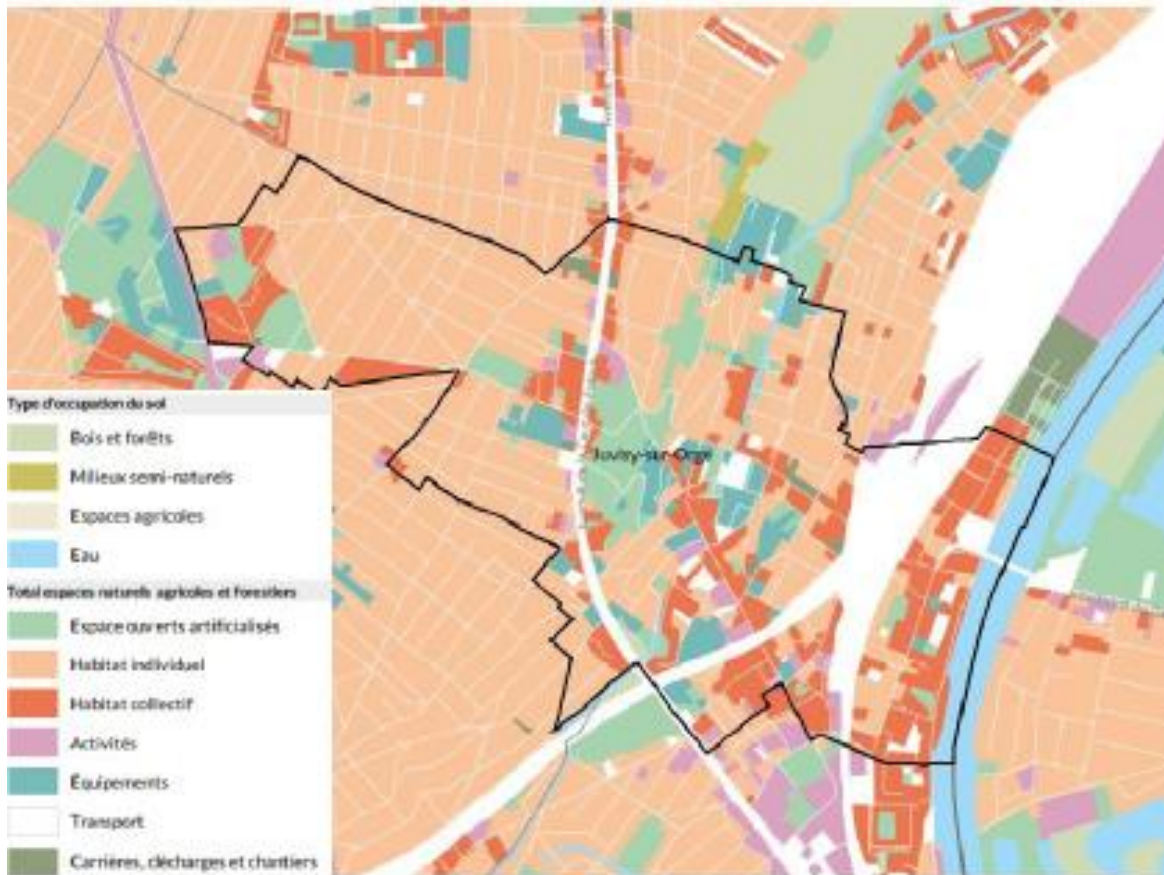 Juvisy-sur-Orge
Type d'occupation du sol
Bois et forêts
Milieux semi-naturels
Espaces agricoles
Eau
Total espaces naturels agricoles et forestiers
Espace ouverts artificialisés
Habitat individuel
Habitat collectif
Activités
Équipements
Transport
Carrières, décharges et chantiers